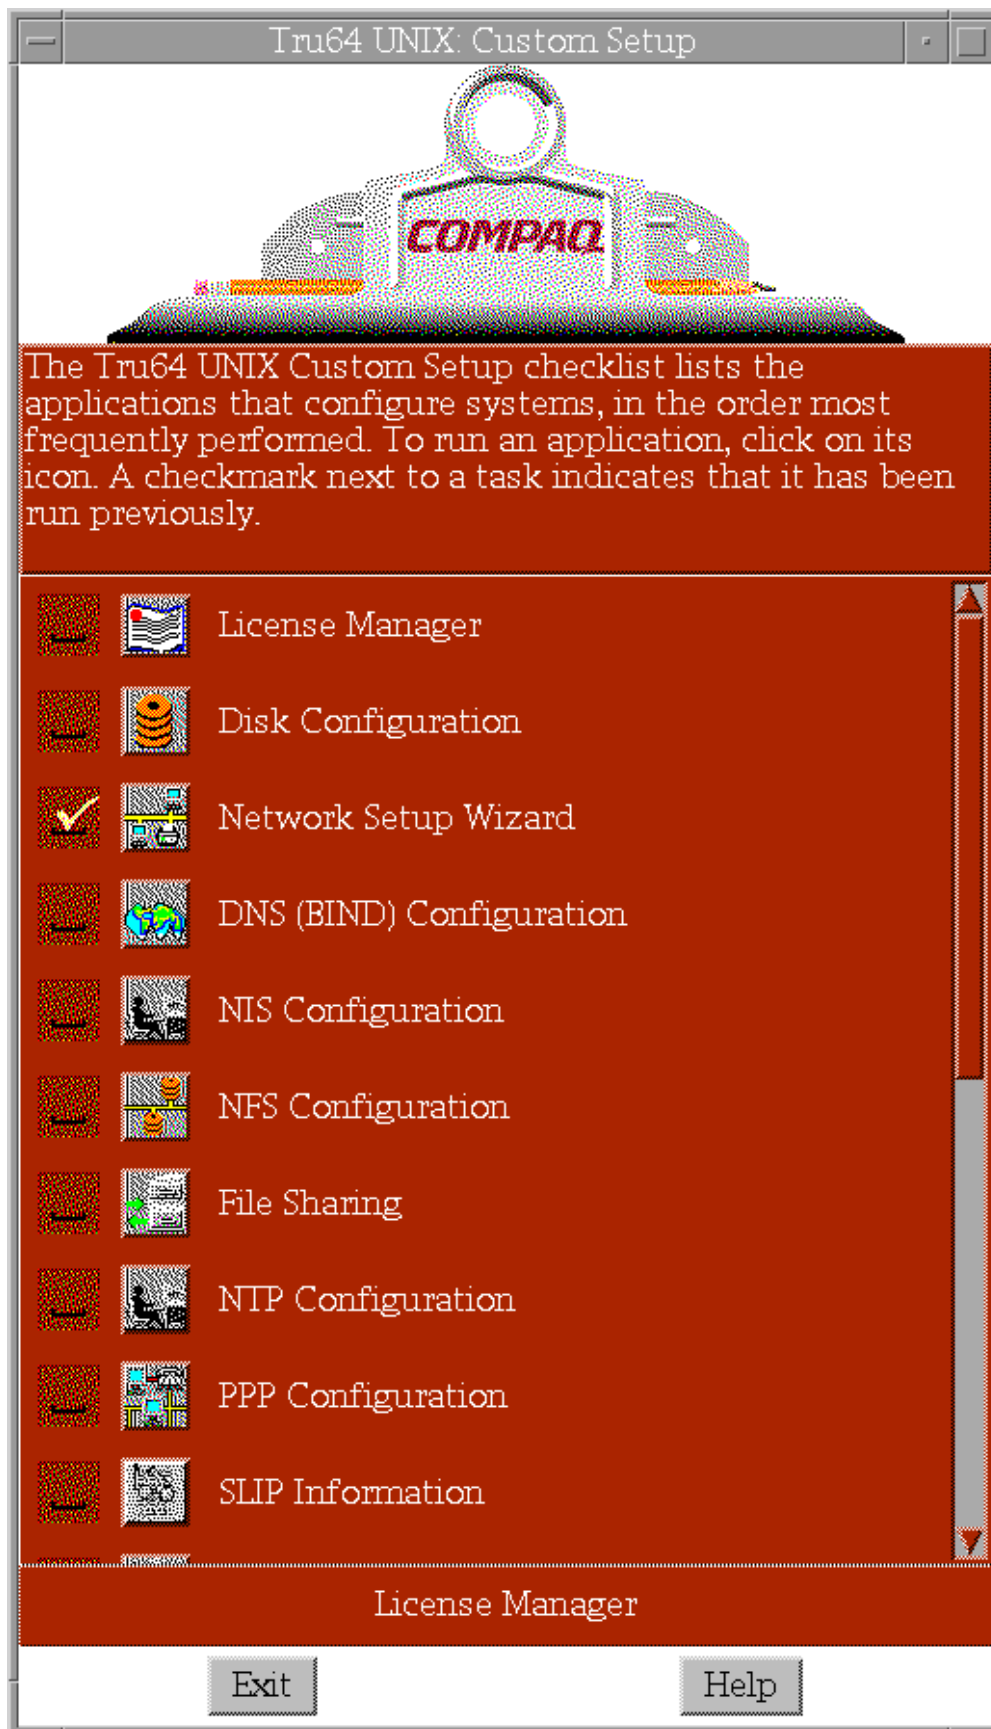 Tru64 UNIX: Custom Setup
COMPAQ
The Tru64 UNIX Custom Setup checklist lists the
applications that configure systems, in the order most
frequently performed. To run an application, click on its
icon. A checkmark next to a task indicates that it has been
run previously.
License Manager
Disk Configuration
Network Setup Wizard
DNS (BIND) Configuration
NIS Configuration
NFS Configuration
File Sharing
NTP Configuration
PPP Configuration
SLIP Information
License Manager
Exit
Help